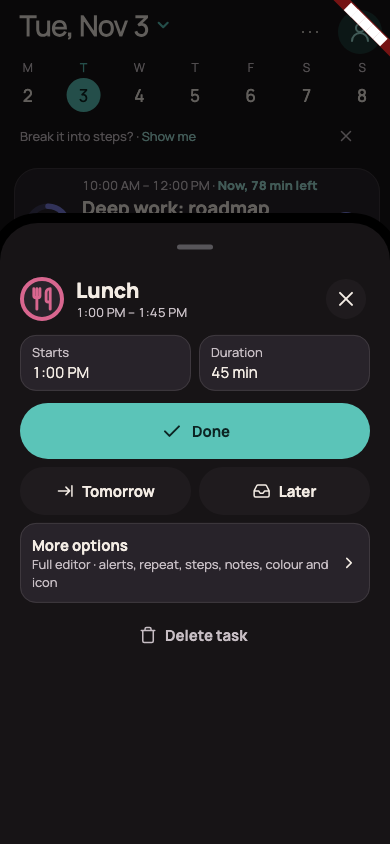 Tue, Nov 3
M T W T F S S
2 3 4 5 6 7 8
Break it into steps? · Show me
10:00 AM – 12:00 PM · Now, 78 min left
Deep work: roadmap
Lunch
1:00 PM – 1:45 PM
Starts
1:00 PM
Duration
45 min
Done
Tomorrow
Later
More options
Full editor · alerts, repeat, steps, notes, colour and
icon
Delete task